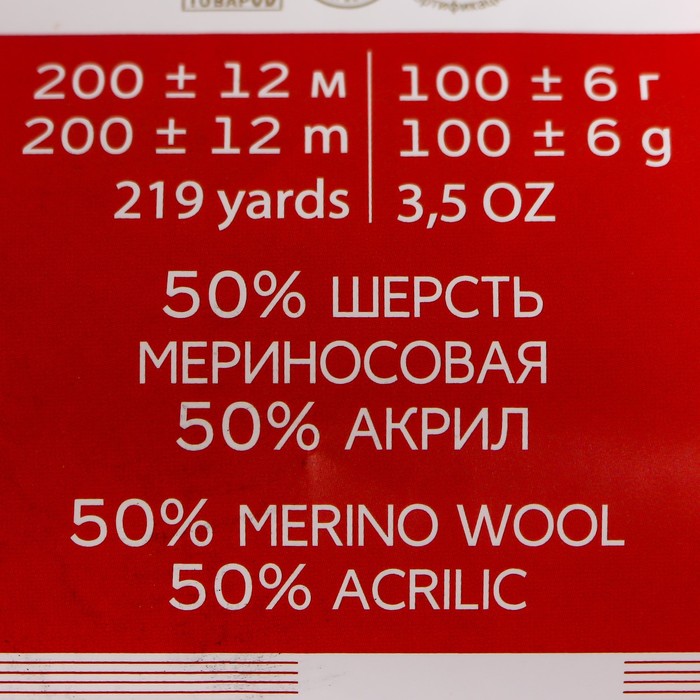 ТОВАРОВ
200 ± 12 м
200 ± 12 m
219 yards
100 ± 6 г
100 ± 6 g
3,5 OZ
50% ШЕРСТЬ
МЕРИНОСОВАЯ
50% АКРИЛ
50% MERINO WOOL
50% ACRILIC